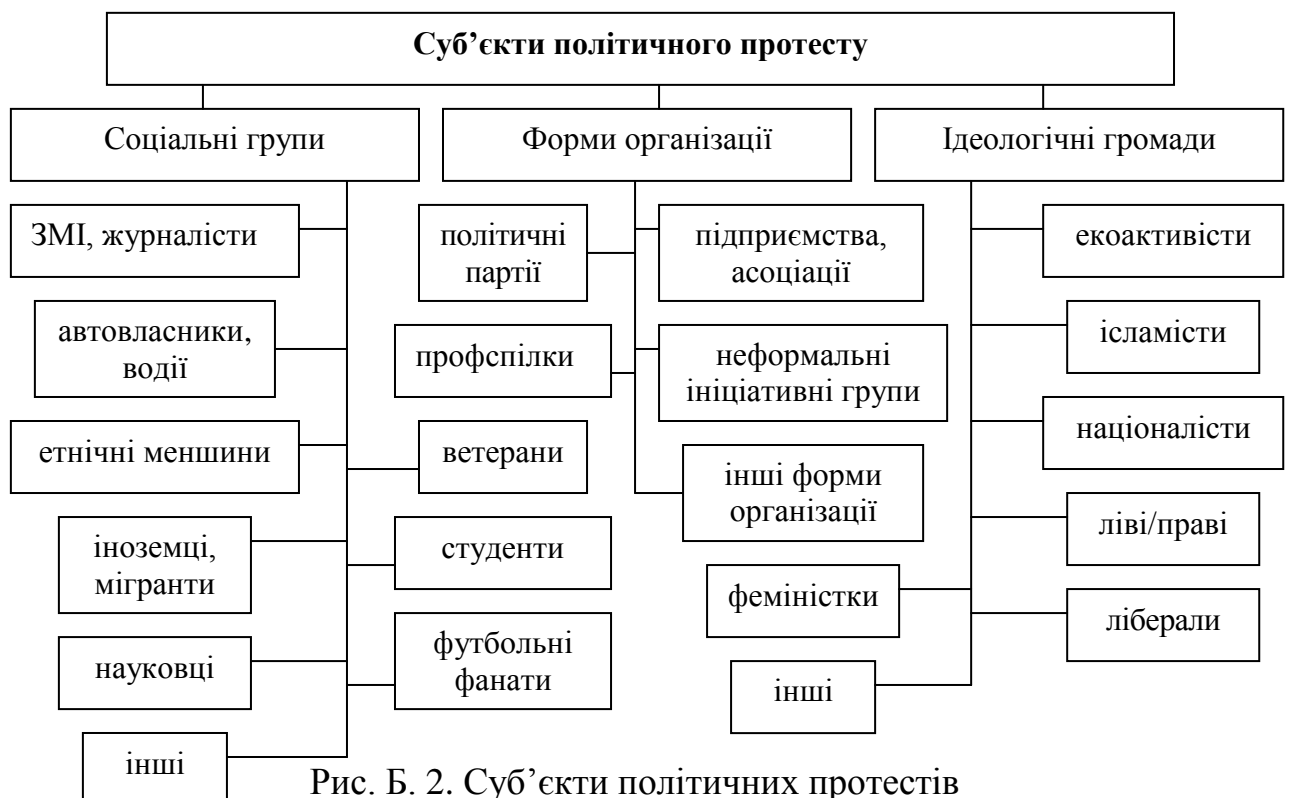 Суб’єкти політичного протесту
Соціальні групи
Форми організації
Ідеологічні громади
ЗМІ, журналісти
автовласники,
водії
етнічні меншини
іноземці,
мігранти
науковці
інші
ветерани
студенти
футбольні
фанати
політичні
партії
профспілки
підприємства,
асоціації
неформальні
ініціативні групи
інші форми
організації
екоактивісти
ісламісти
націоналісти
ліві/праві
ліберали
феміністки
інші
Рис. Б. 2. Суб’єкти політичних протестів